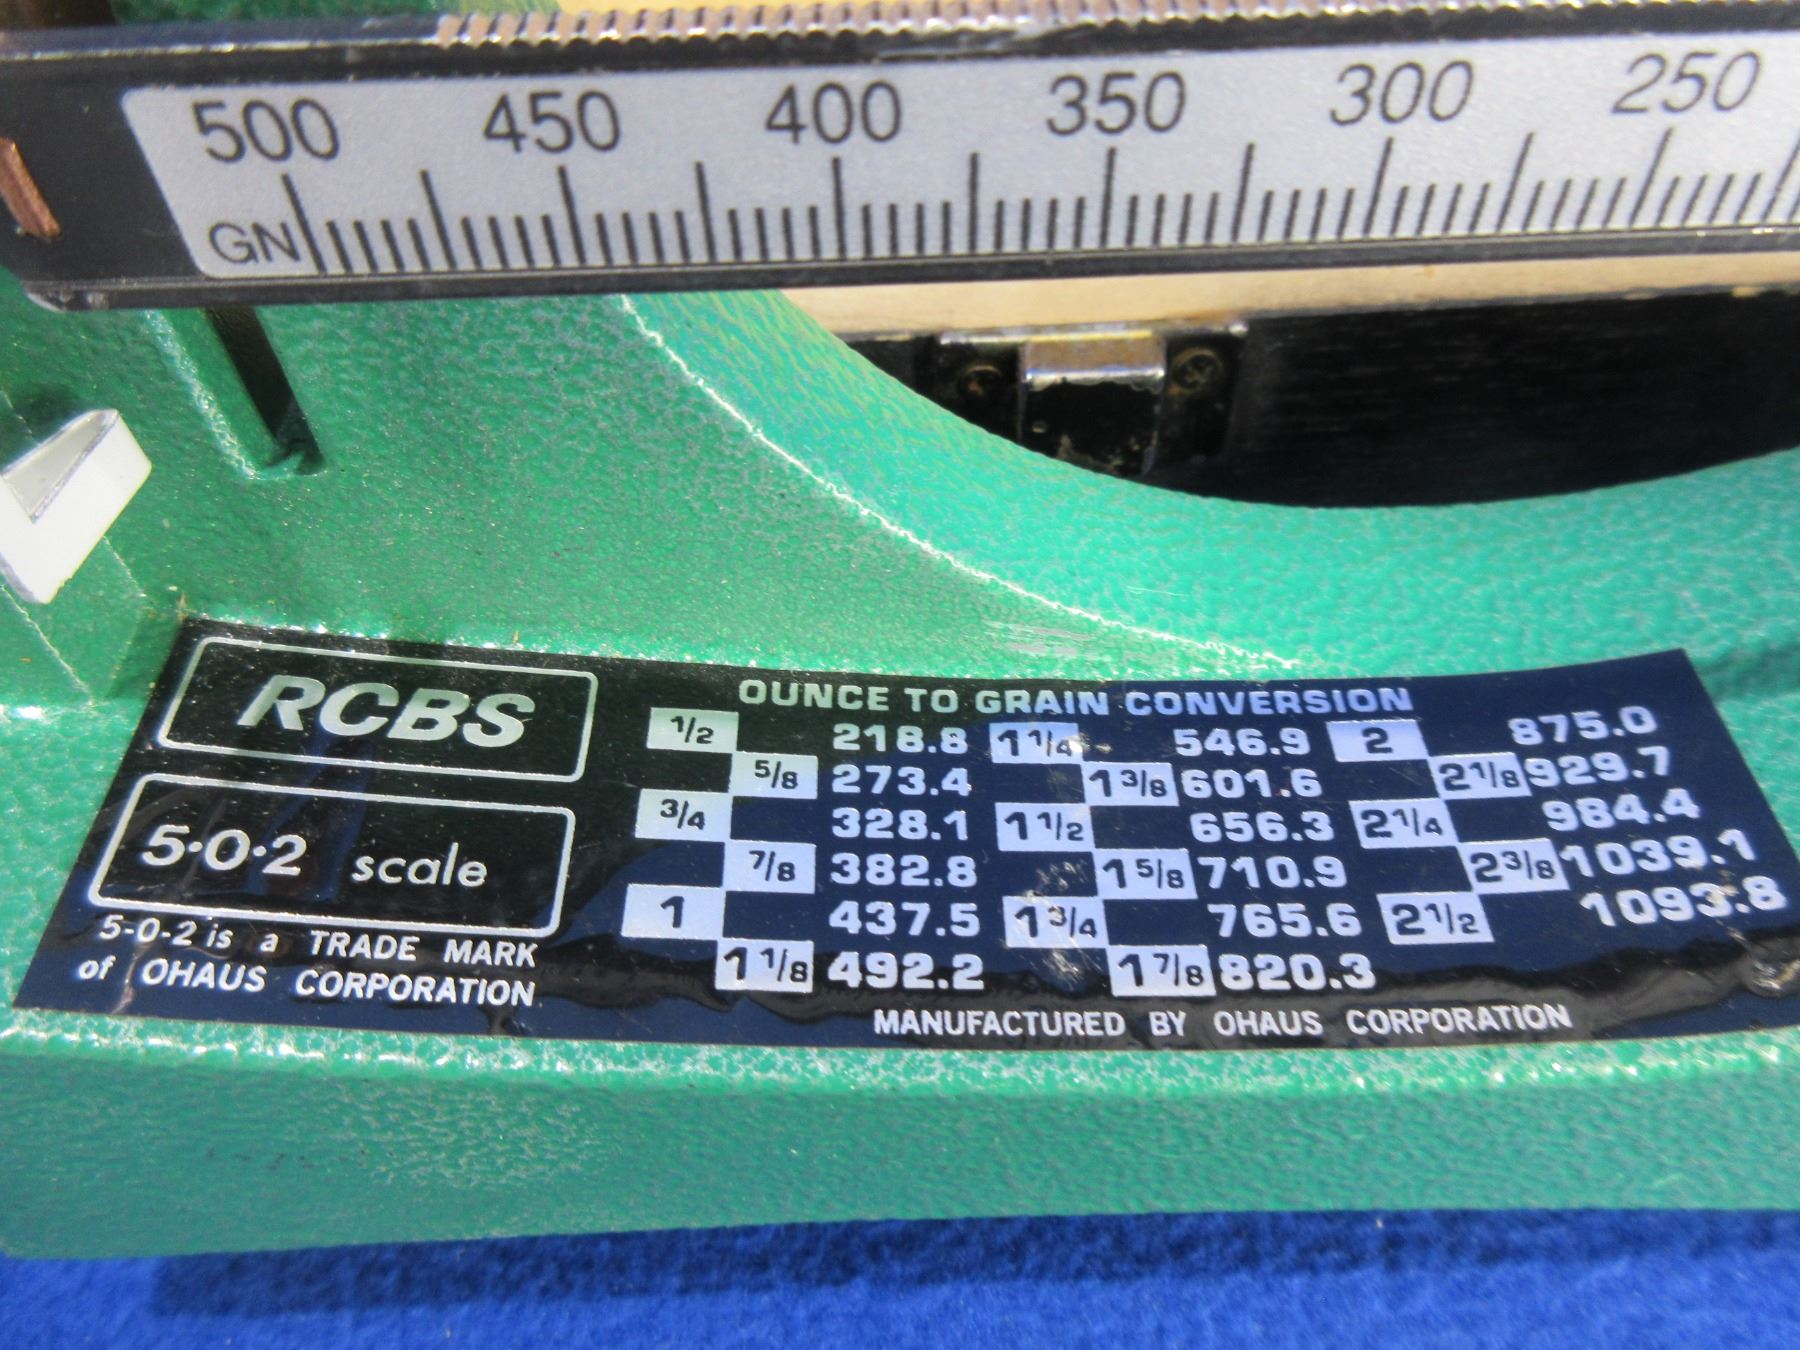 500 450 400 350 300 250
GN
RCBS
5·0·2 scale
5-0-2 is a TRADE MARK
of OHAUS CORPORATION
OUNCE TO GRAIN CONVERSION
1/2 218.8 1 1/4 546.9 2 875.0
5/8 273.4 1 3/8 601.6 2 1/8 929.7
3/4 328.1 1 1/2 656.3 2 1/4 984.4
7/8 382.8 1 5/8 710.9 2 3/8 1039.1
1 437.5 1 3/4 765.6 2 1/2 1093.8
1 1/8 492.2 1 7/8 820.3
MANUFACTURED BY OHAUS CORPORATION